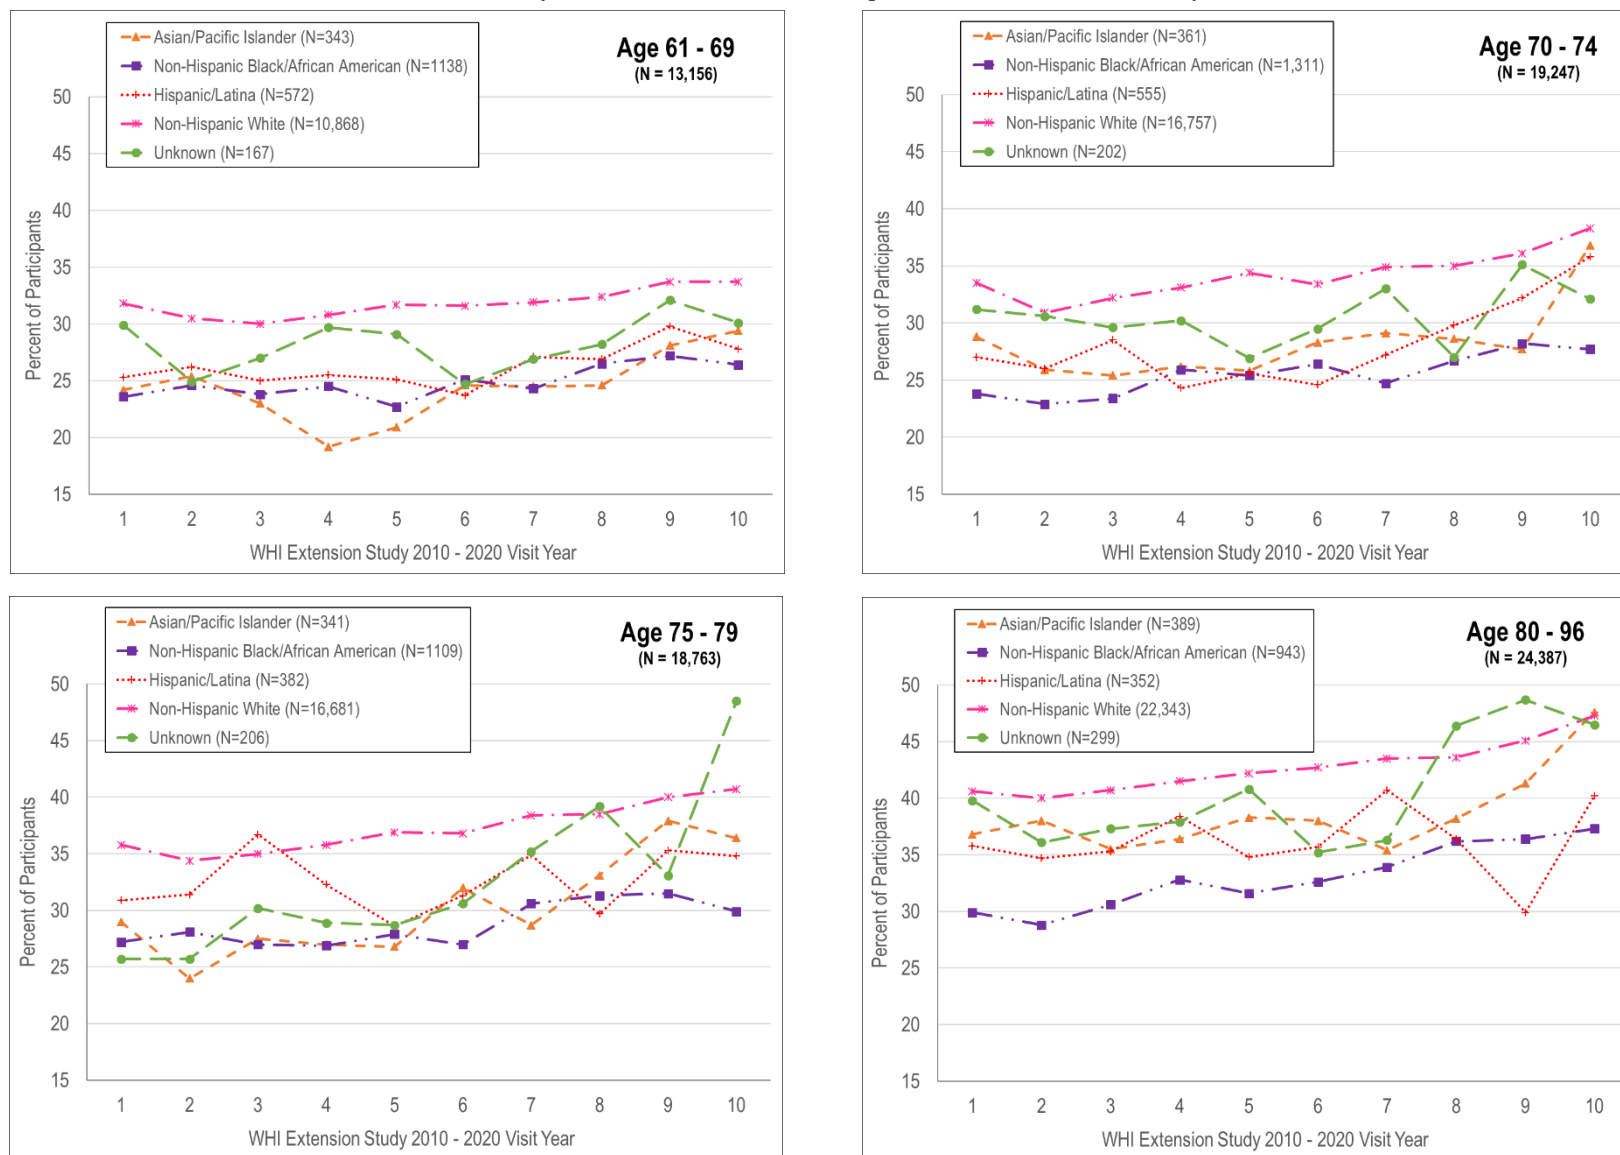 Asian/Pacific Islander (N=343)
Non-Hispanic Black/African American (N=1138)
Hispanic/Latina (N=572)
Non-Hispanic White (N=10,868)
Unknown (N=167)
Age 61 - 69
(N = 13,156)
50
45
40
35
30
25
20
15
Percent of Participants
1 2 3 4 5 6 7 8 9 10
WHI Extension Study 2010 - 2020 Visit Year
Asian/Pacific Islander (N=361)
Non-Hispanic Black/African American (N=1,311)
Hispanic/Latina (N=555)
Non-Hispanic White (N=16,757)
Unknown (N=202)
Age 70 - 74
(N = 19,247)
50
45
40
35
30
25
20
15
Percent of Participants
1 2 3 4 5 6 7 8 9 10
WHI Extension Study 2010 - 2020 Visit Year
Asian/Pacific Islander (N=341)
Non-Hispanic Black/African American (N=1109)
Hispanic/Latina (N=382)
Non-Hispanic White (N=16,681)
Unknown (N=206)
Age 75 - 79
(N = 18,763)
50
45
40
35
30
25
20
15
Percent of Participants
1 2 3 4 5 6 7 8 9 10
WHI Extension Study 2010 - 2020 Visit Year
Asian/Pacific Islander (N=389)
Non-Hispanic Black/African American (N=943)
Hispanic/Latina (N=352)
Non-Hispanic White (22,343)
Unknown (N=299)
Age 80 - 96
(N = 24,387)
50
45
40
35
30
25
20
15
Percent of Participants
1 2 3 4 5 6 7 8 9 10
WHI Extension Study 2010 - 2020 Visit Year